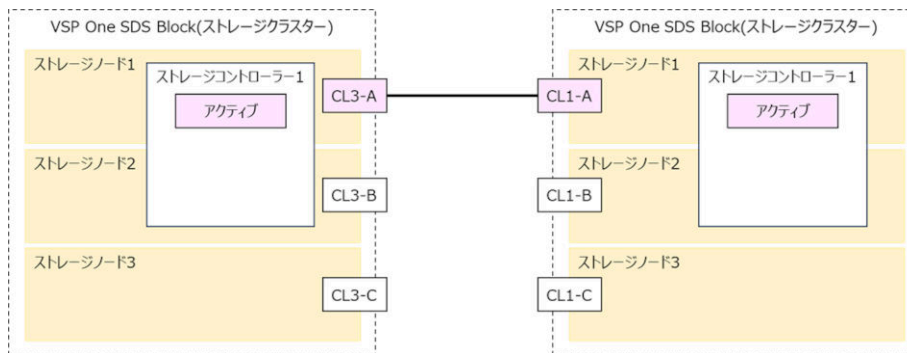 VSP One SDS Block(ストレージクラスター)
ストレージノード1
ストレージコントローラー1
アクティブ
CL3-A
ストレージノード2
CL3-B
ストレージノード3
CL3-C
VSP One SDS Block(ストレージクラスター)
CL1-A
ストレージノード1
ストレージコントローラー1
アクティブ
CL1-B
ストレージノード2
CL1-C
ストレージノード3